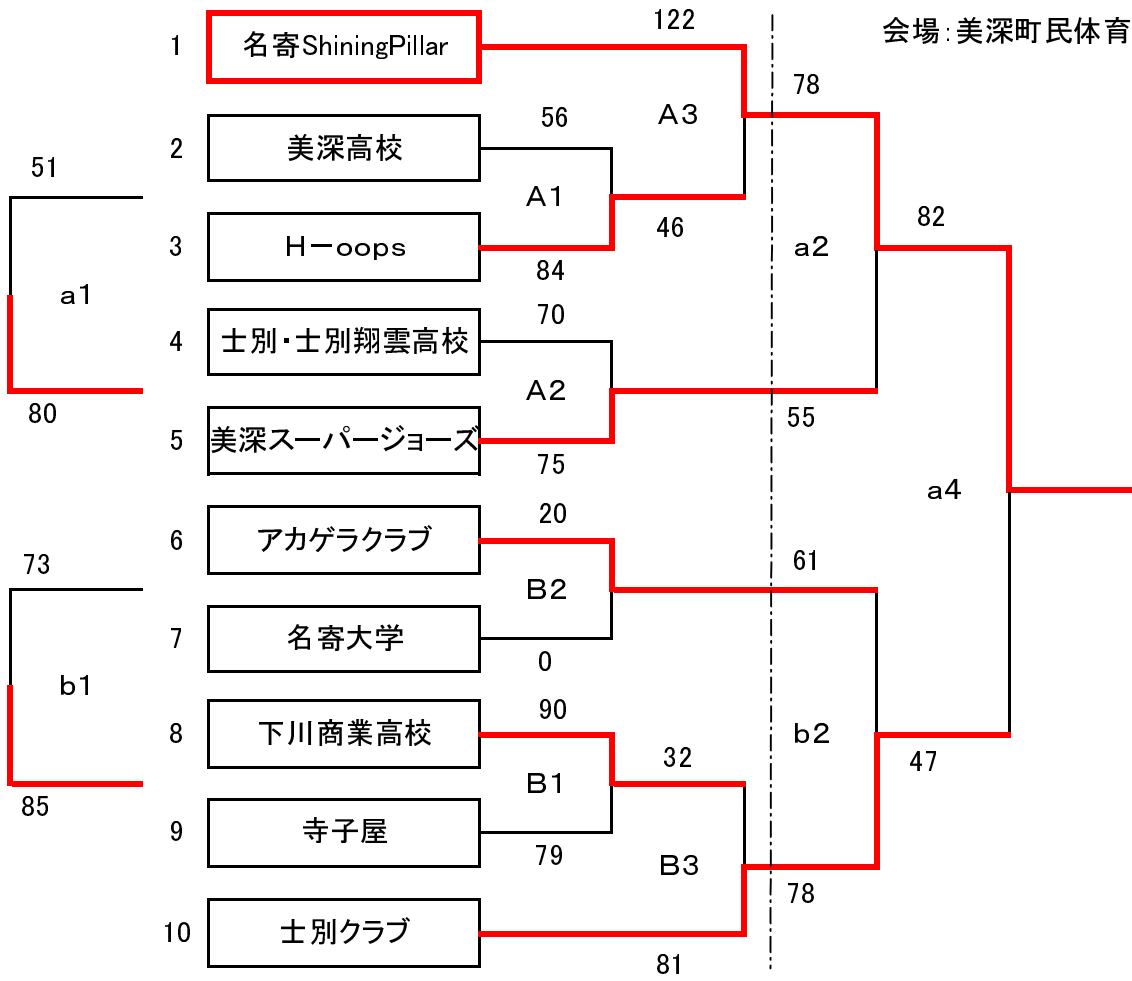 会場：美深町民体育
1 名寄ShiningPillar
2 美深高校
3 Hーoops
4 士別・士別翔雲高校
5 美深スーパージョーズ
6 アカゲラクラブ
7 名寄大学
8 下川商業高校
9 寺子屋
10 士別クラブ
51
a1
80
73
b1
85
56
A1
84
70
A2
75
20
B2
0
90
B1
79
122
A3
46
32
B3
81
78
a2
55
61
b2
78
82
a4
47